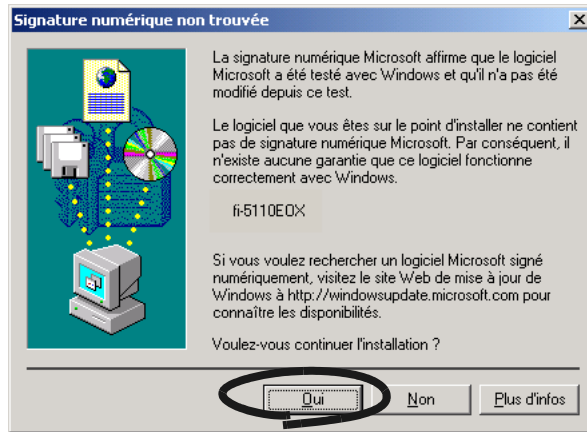 Signature numérique non trouvée
La signature numérique Microsoft affirme que le logiciel
Microsoft a été testé avec Windows et qu'il n'a pas été
modifié depuis ce test.
Le logiciel que vous êtes sur le point d'installer ne contient
pas de signature numérique Microsoft. Par conséquent, il
n'existe aucune garantie que ce logiciel fonctionne
correctement avec Windows.
fi-5110EOX
Si vous voulez rechercher un logiciel Microsoft signé
numériquement, visitez le site Web de mise à jour de
Windows à http://windowsupdate.microsoft.com pour
connaître les disponibilités.
Voulez-vous continuer l'installation ?
Oui Non Plus d'infos